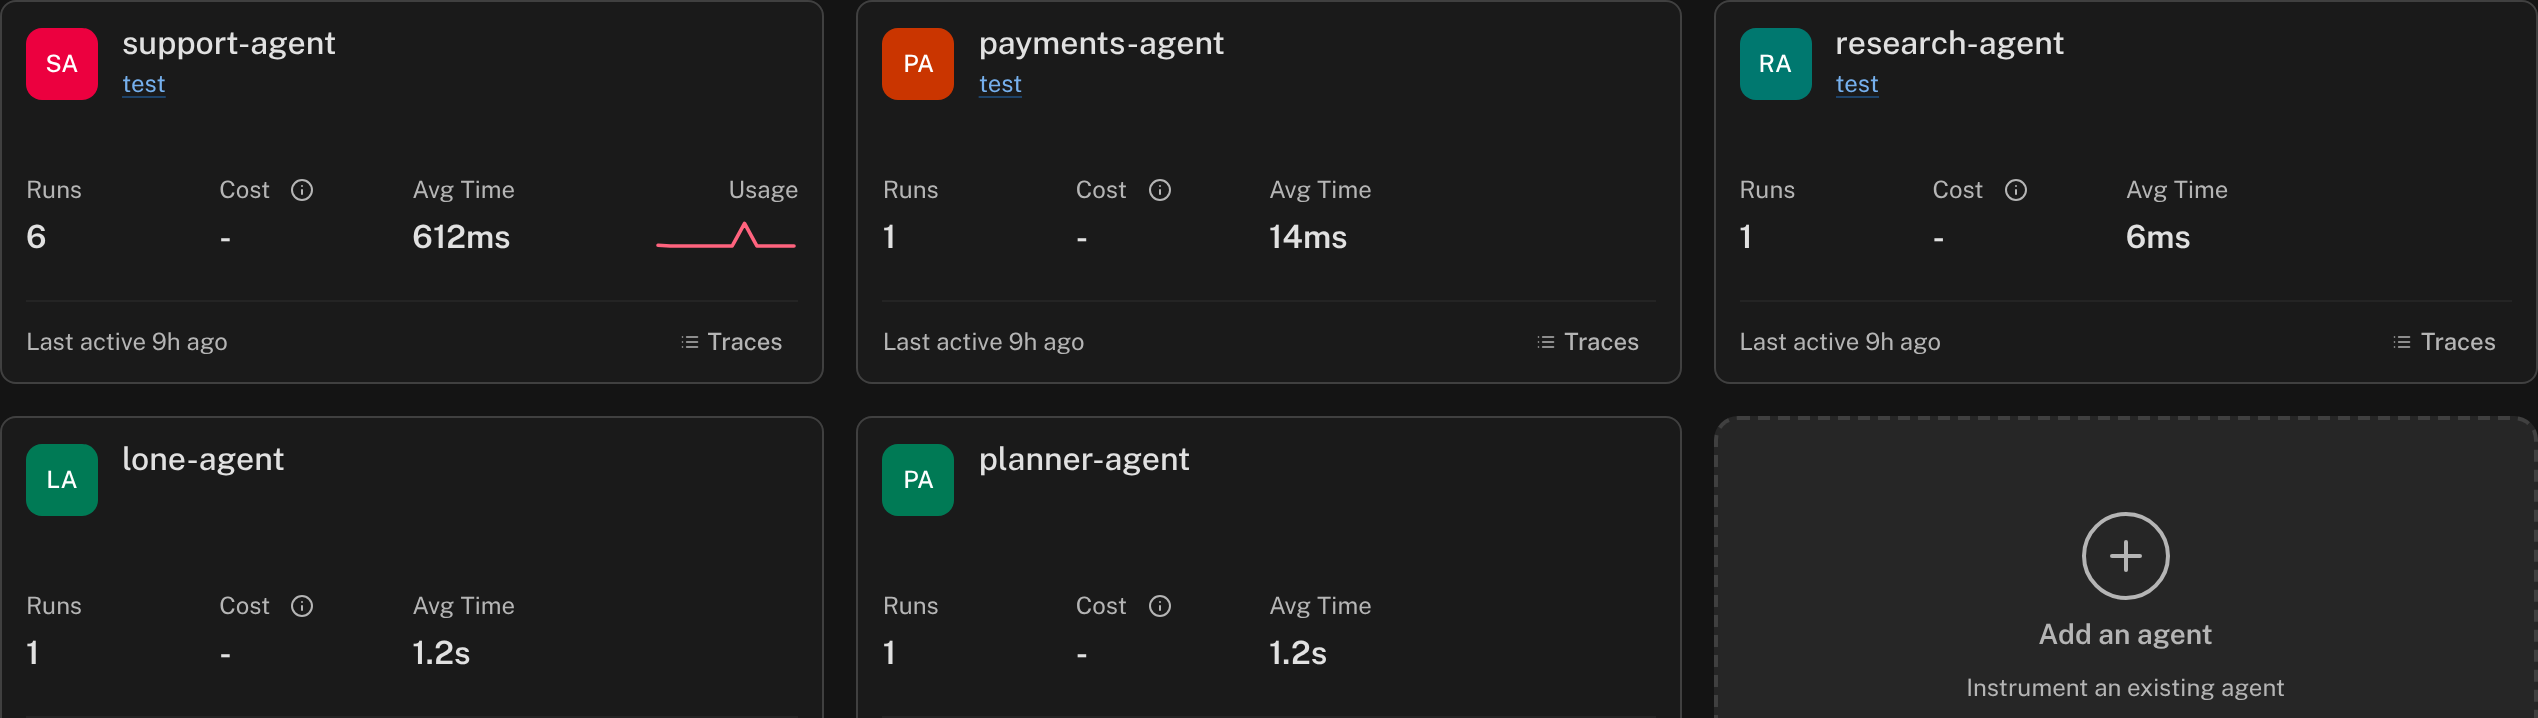 SA
support-agent
test
Runs
Cost
Avg Time
Usage
6
-
612ms
Last active 9h ago
Traces
PA
payments-agent
test
Runs
Cost
Avg Time
1
-
14ms
Last active 9h ago
Traces
RA
research-agent
test
Runs
Cost
Avg Time
1
-
6ms
Last active 9h ago
Traces
LA
lone-agent
Runs
Cost
Avg Time
1
-
1.2s
PA
planner-agent
Runs
Cost
Avg Time
1
-
1.2s
Add an agent
Instrument an existing agent